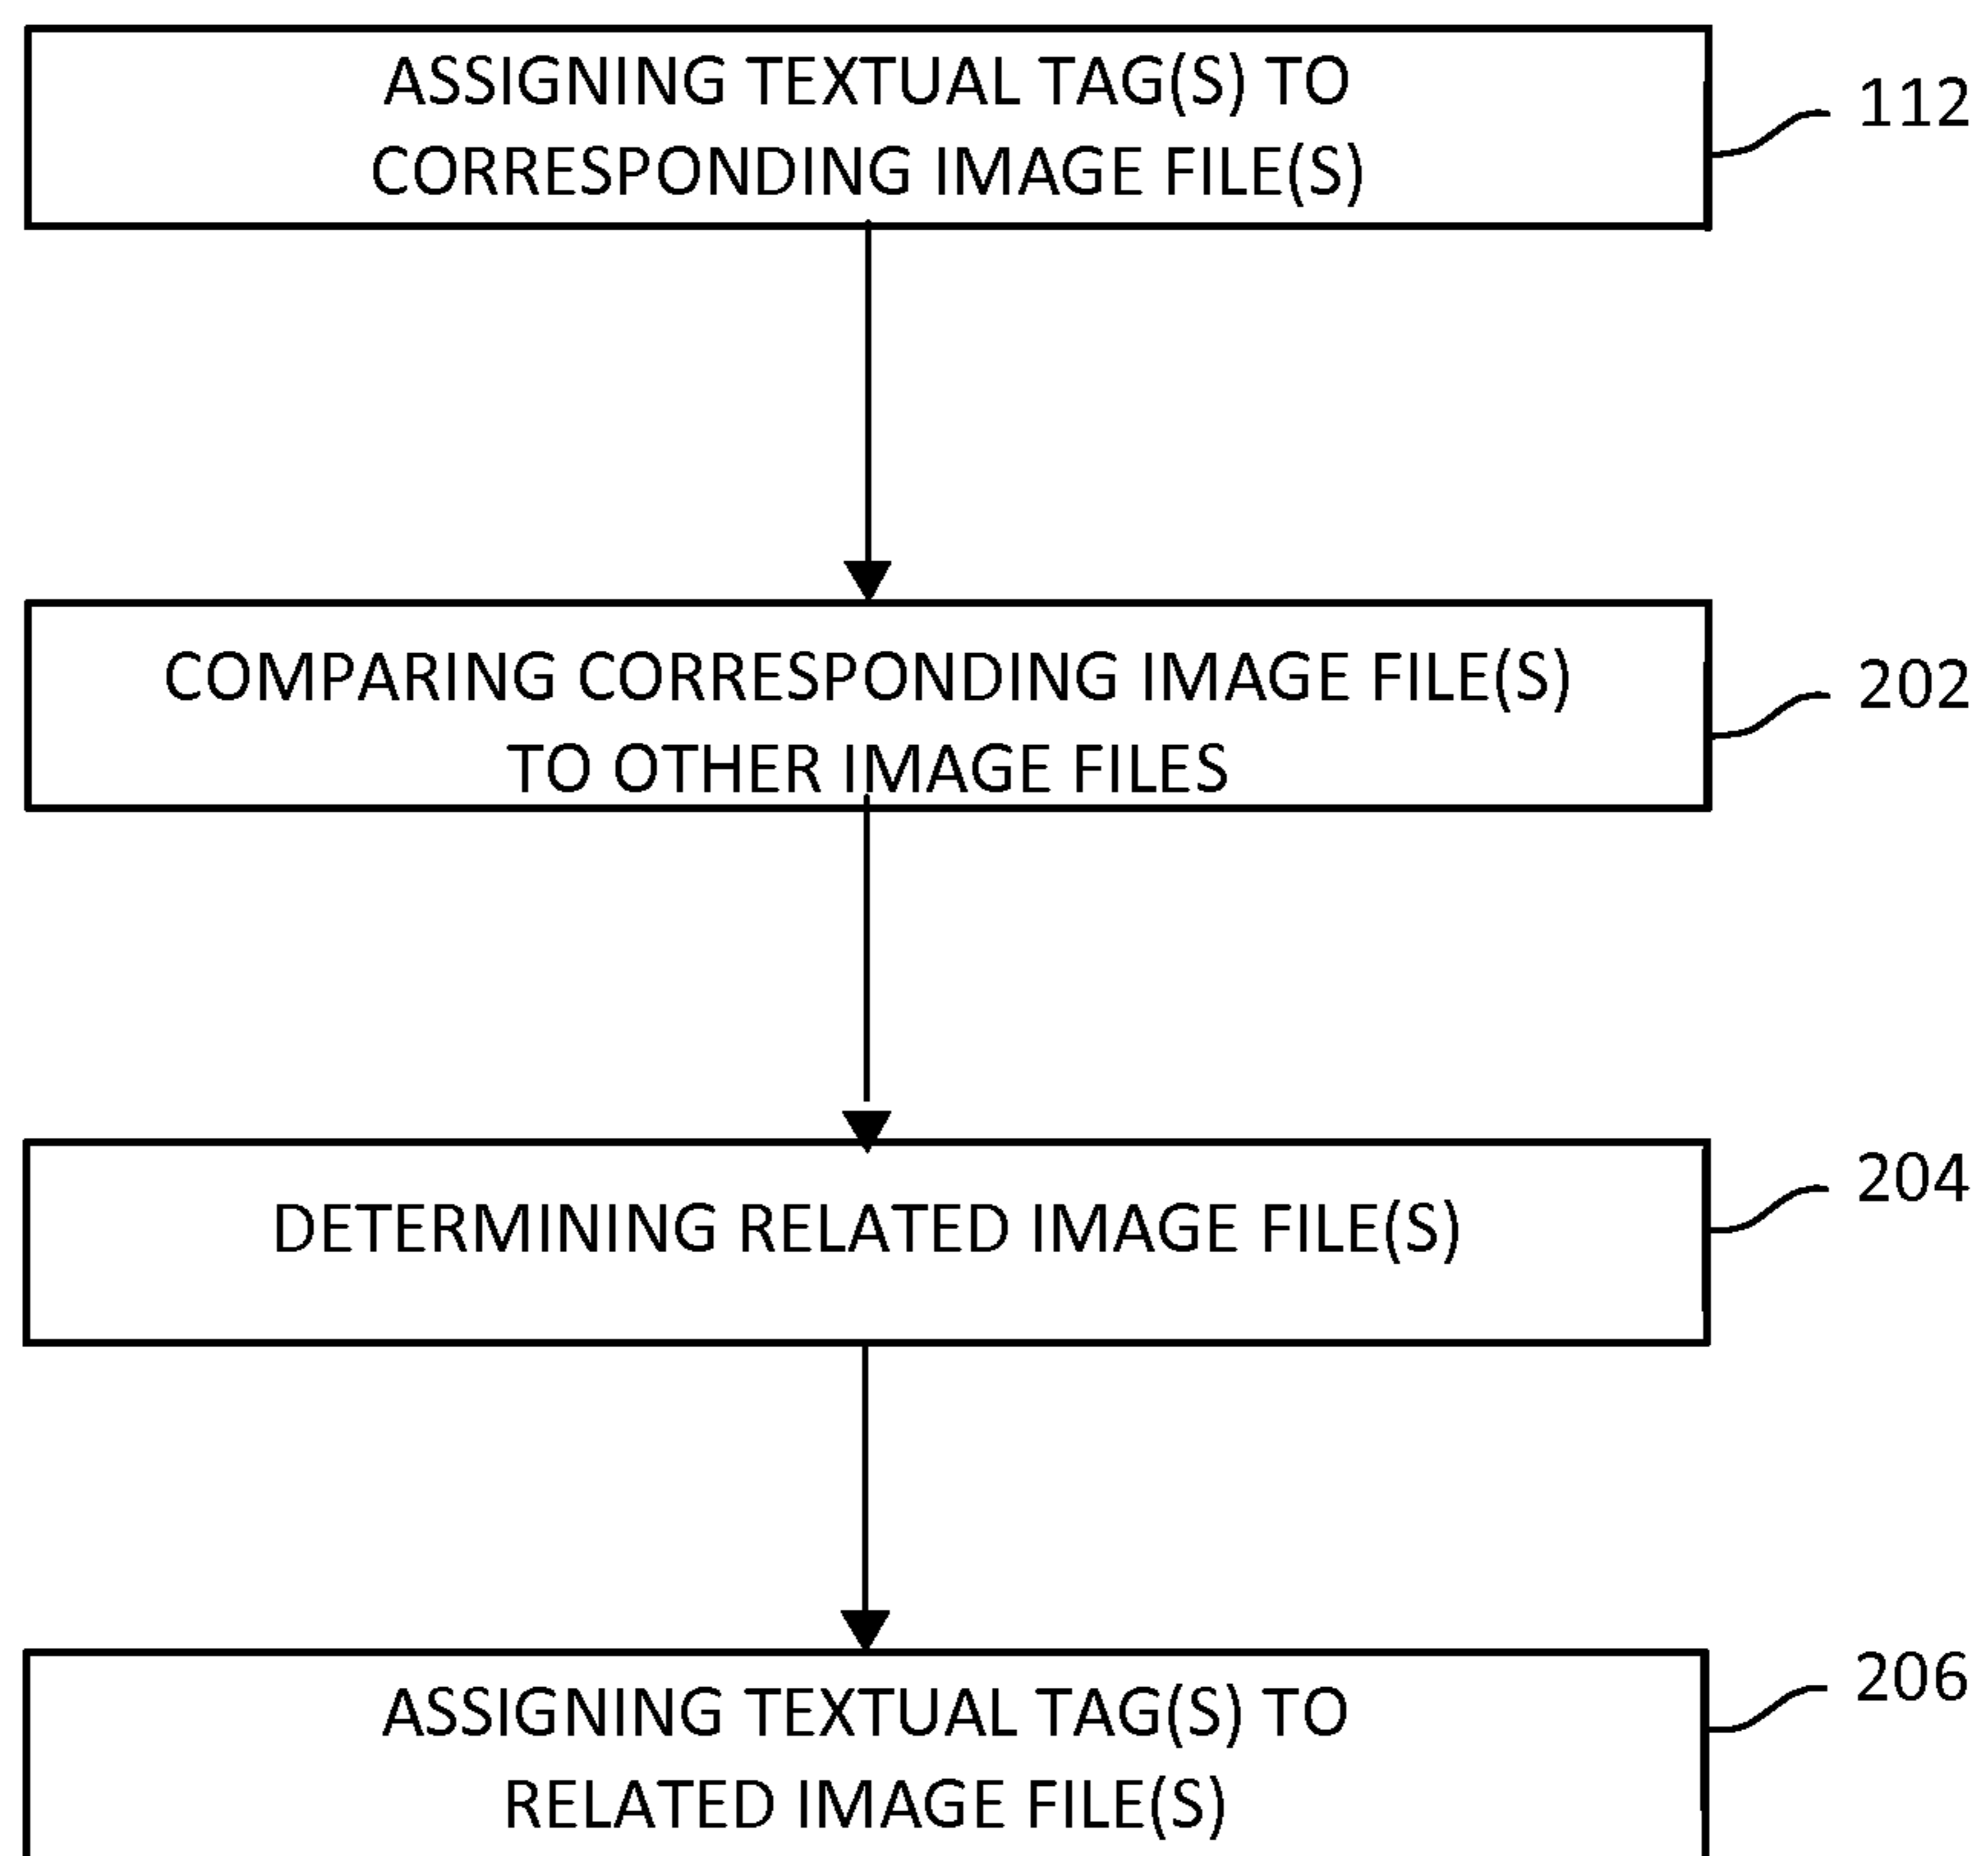 ASSIGNING TEXTUAL TAG(S) TO
CORRESPONDING IMAGE FILE(S)
112
COMPARING CORRESPONDING IMAGE FILE(S)
TO OTHER IMAGE FILES
202
DETERMINING RELATED IMAGE FILE(S)
204
ASSIGNING TEXTUAL TAG(S) TO
RELATED IMAGE FILE(S)
206